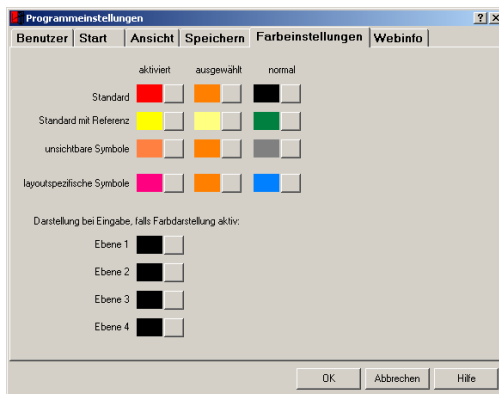 Programmeinstellungen
Benutzer Start Ansicht Speichern Farbeinstellungen Webinfo
aktiviert ausgewählt normal
Standard
Standard mit Referenz
unsichtbare Symbole
layoutspezifische Symbole
Darstellung bei Eingabe, falls Farbdarstellung aktiv:
Ebene 1
Ebene 2
Ebene 3
Ebene 4
OK Abbrechen Hilfe